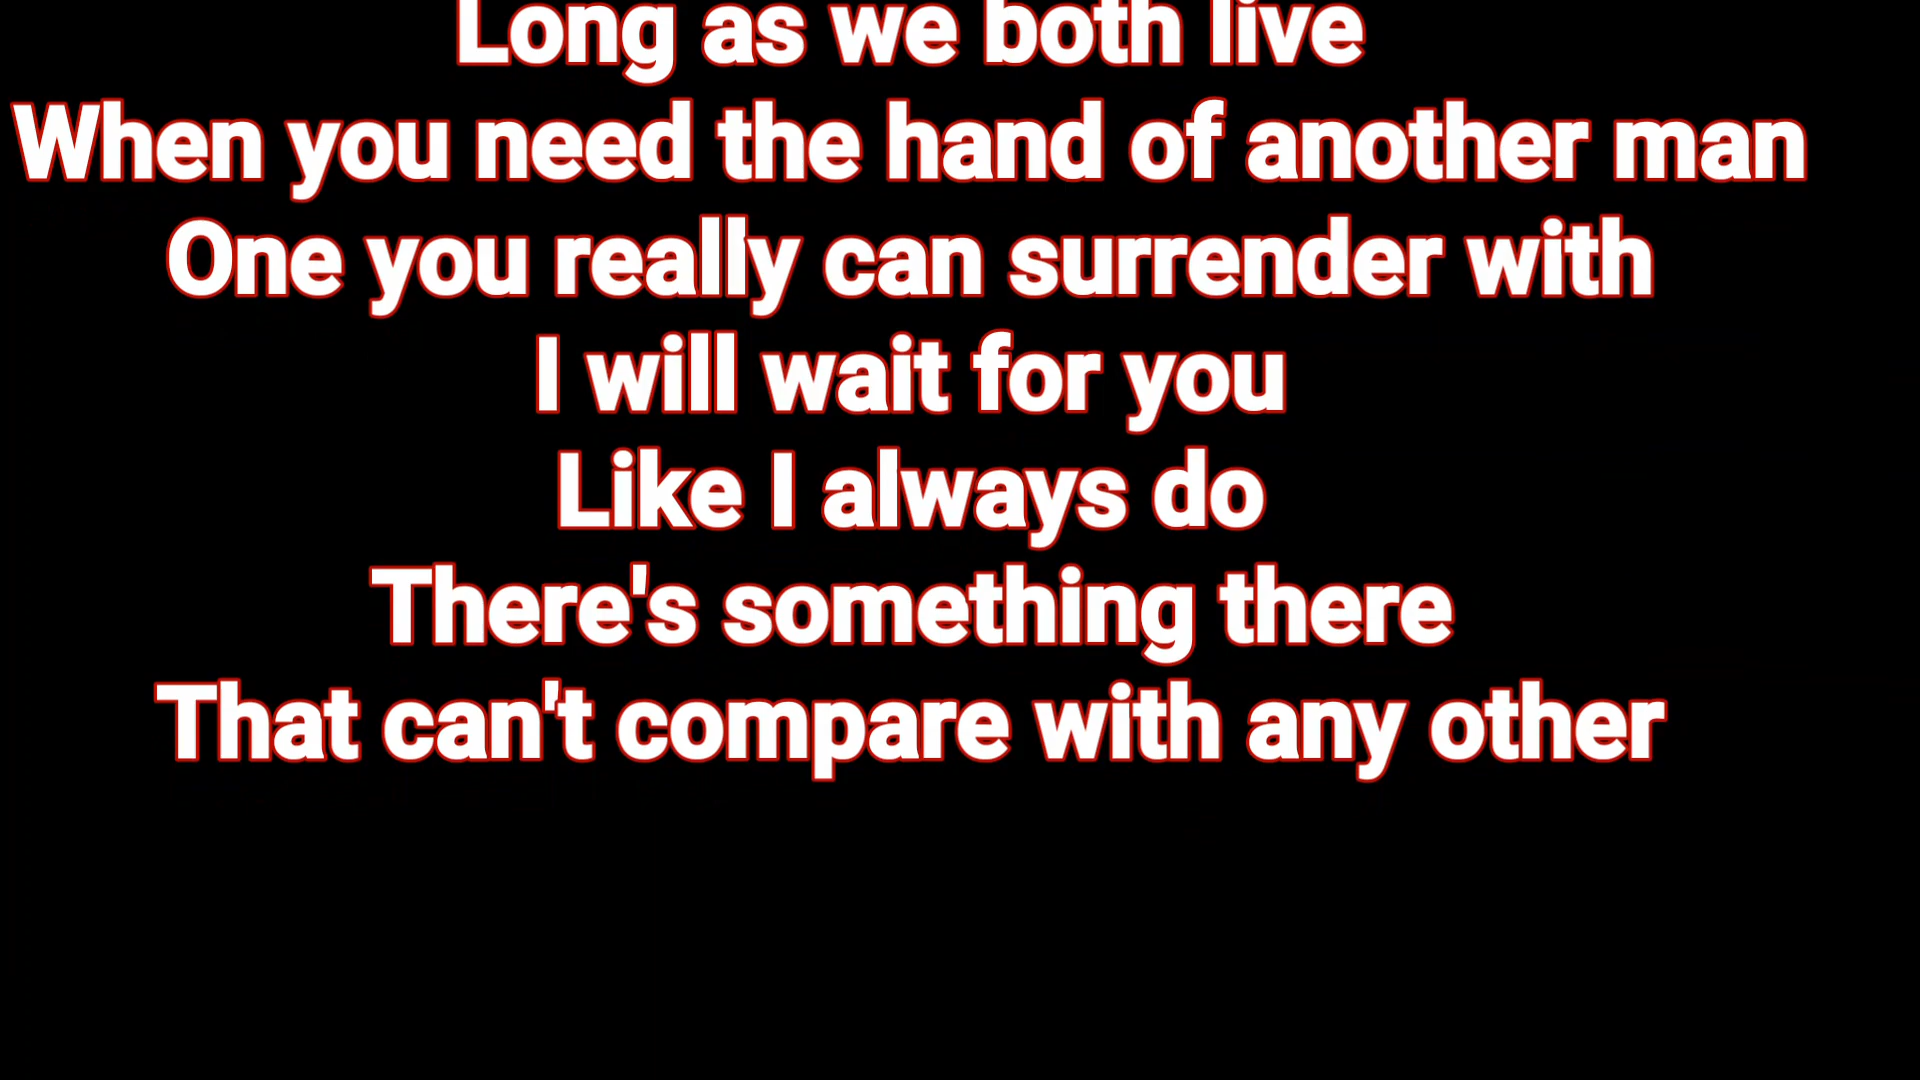 Long as we both live
When you need the hand of another man
One you really can surrender with
I will wait for you
Like I always do
There's something there
That can't compare with any other